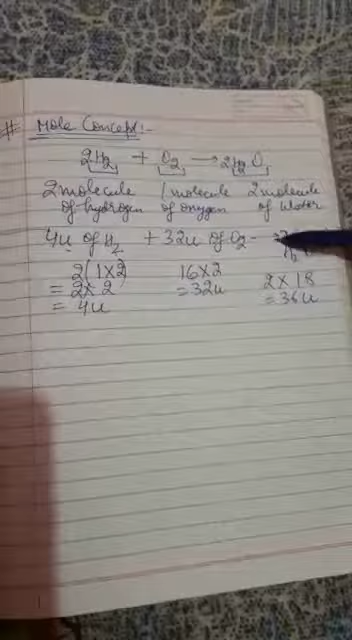 # Mole Concept:-
2H₂ + O₂ → 2H₂O
2 molecule 1 molecule 2 molecule
of hydrogen of oxygen of water
4u of H₂ + 32u of O₂
2(1×2) 16×2 2×18
= 2×2 = 32u = 36u
= 4u